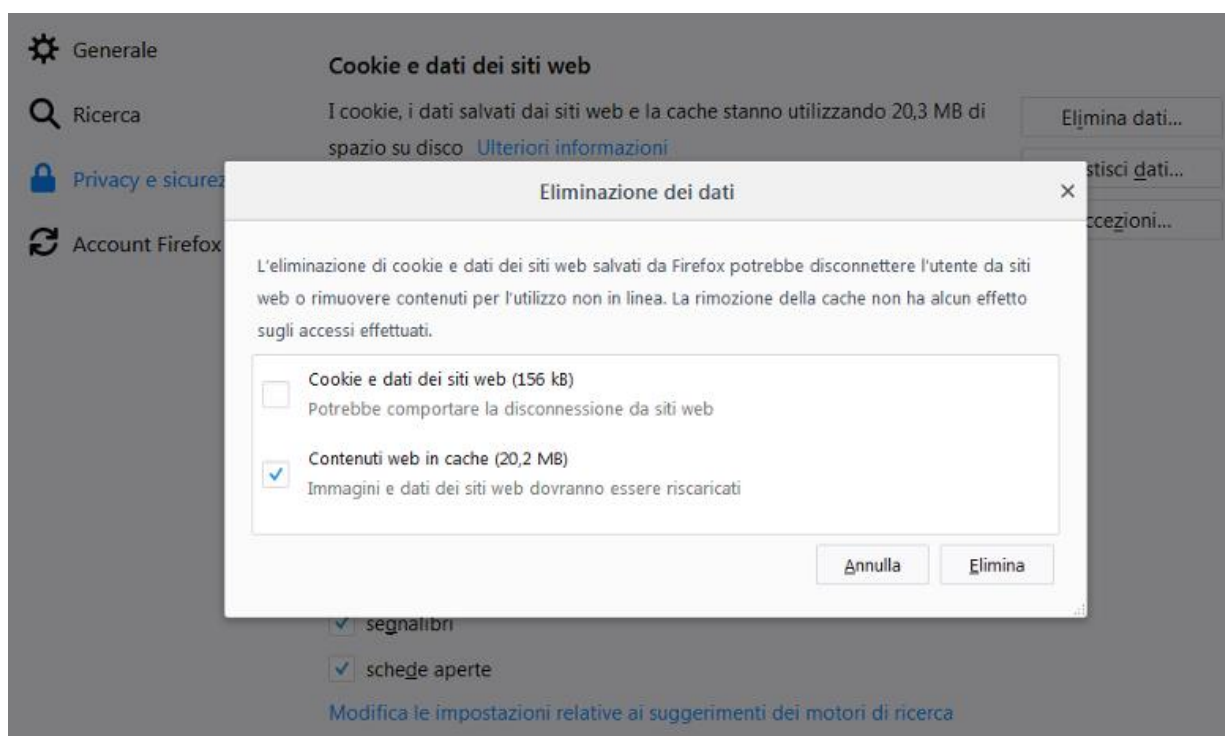 Generale
Ricerca
Privacy e sicurez
Account Firefox
Cookie e dati dei siti web
I cookie, i dati salvati dai siti web e la cache stanno utilizzando 20,3 MB di
spazio su disco Ulteriori informazioni
Elimina dati...
stisci dati...
ccezioni...
Eliminazione dei dati
L'eliminazione di cookie e dati dei siti web salvati da Firefox potrebbe disconnettere l'utente da siti
web o rimuovere contenuti per l'utilizzo non in linea. La rimozione della cache non ha alcun effetto
sugli accessi effettuati.
Cookie e dati dei siti web (156 kB)
Potrebbe comportare la disconnessione da siti web
Contenuti web in cache (20,2 MB)
Immagini e dati dei siti web dovranno essere riscaricati
Annulla
Elimina
segnalibri
schede aperte
Modifica le impostazioni relative ai suggerimenti dei motori di ricerca